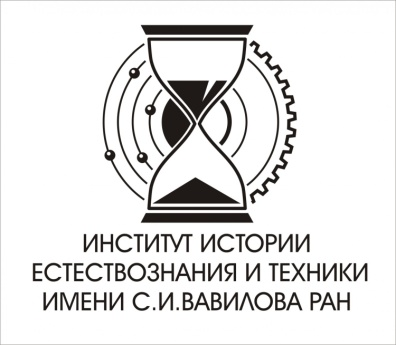 ИНСТИТУТ ИСТОРИИ
ЕСТЕСТВОЗНАНИЯ И ТЕХНИКИ
ИМЕНИ С.И.ВАВИЛОВА РАН